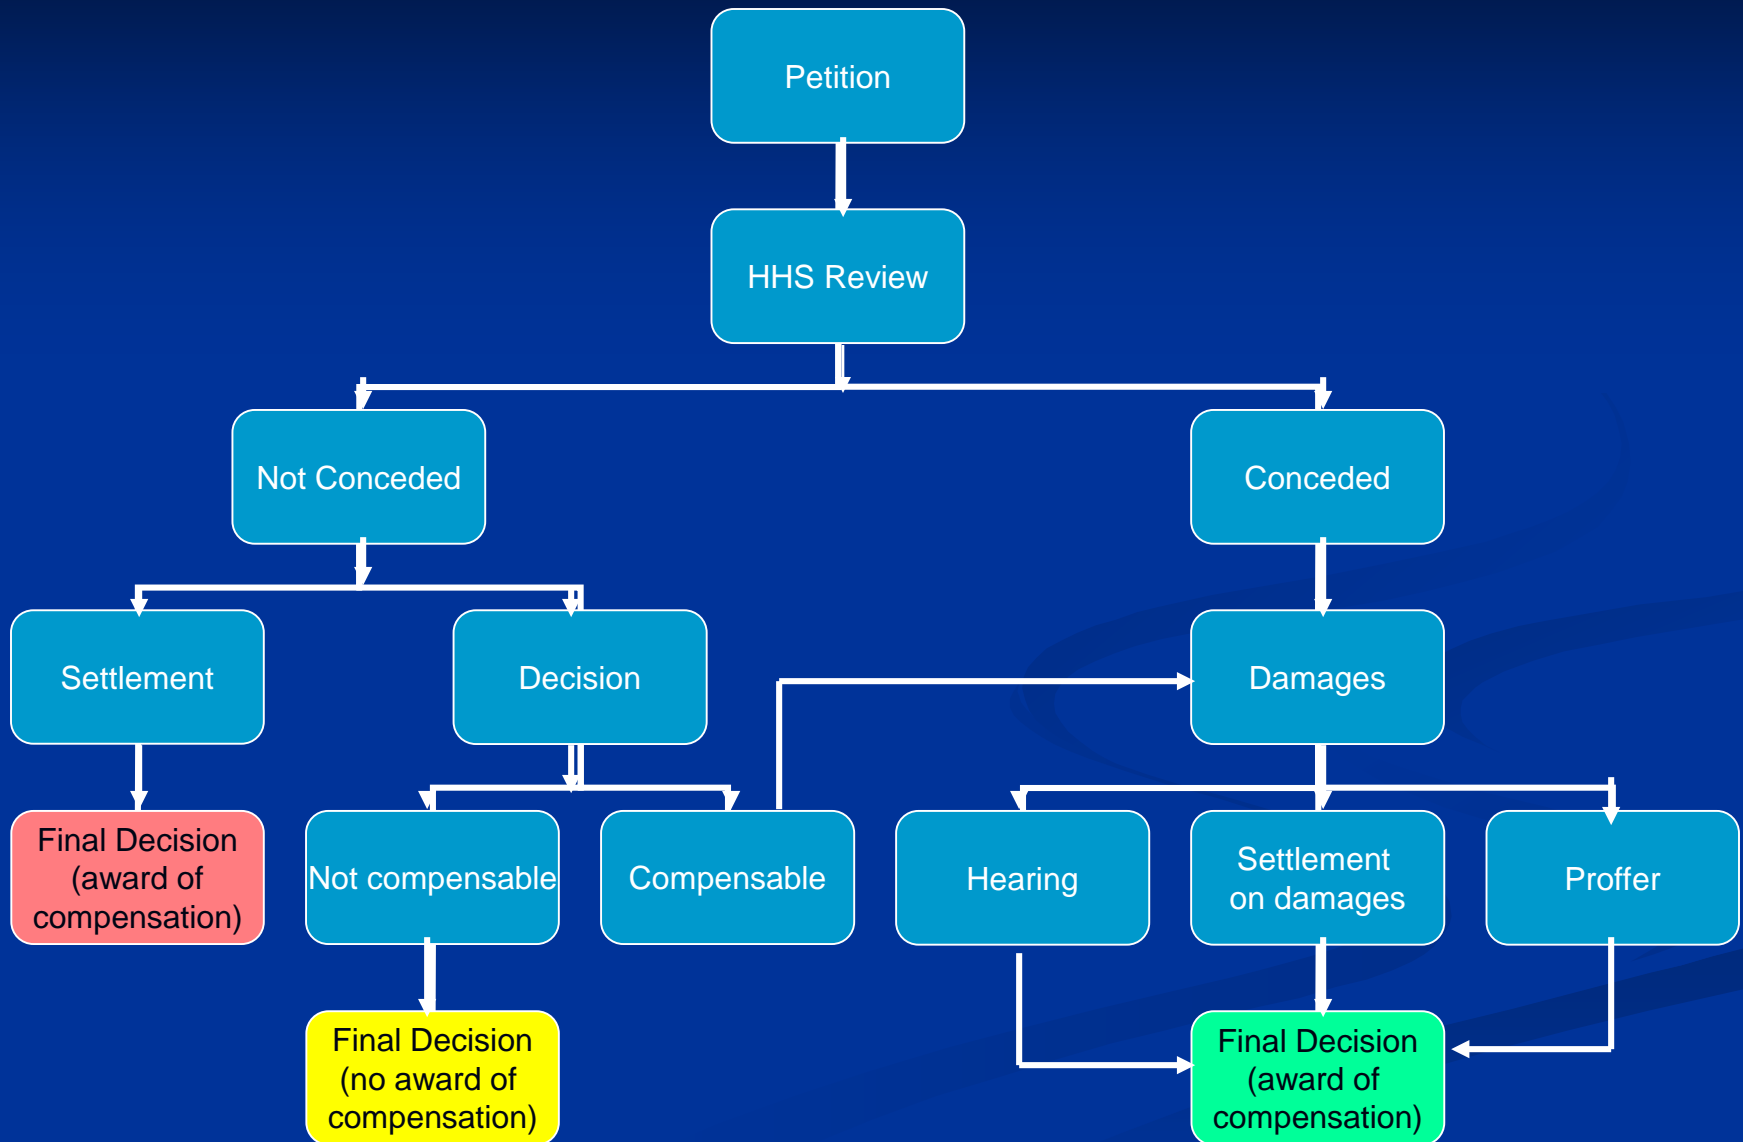 Petition
HHS Review
Not Conceded
Conceded
Settlement
Decision
Damages
Final Decision
(award of
compensation)
Not compensable
Compensable
Hearing
Settlement
on damages
Proffer
Final Decision
(no award of
compensation)
Final Decision
(award of
compensation)